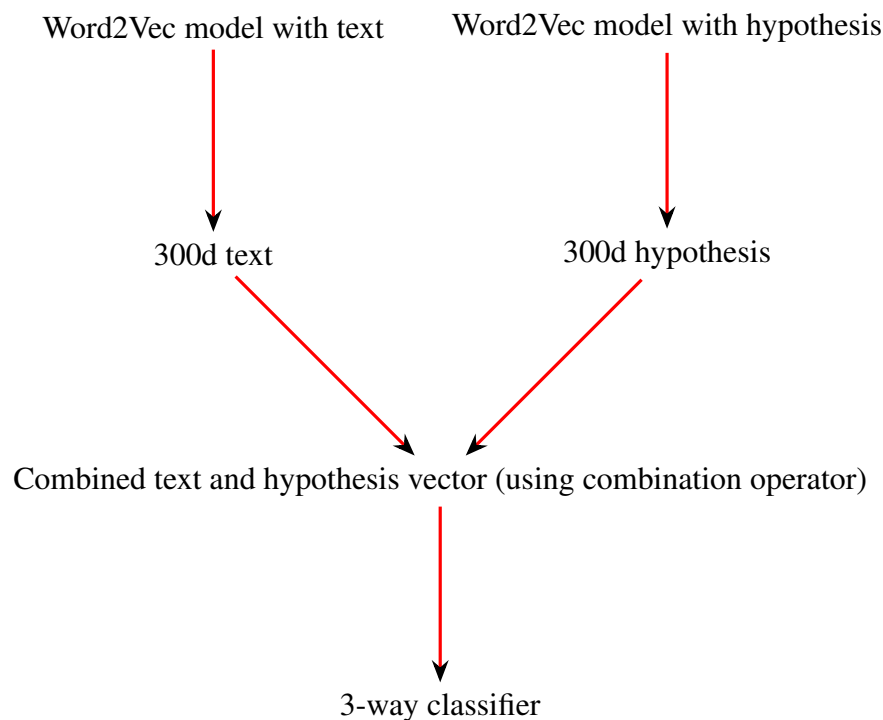 Word2Vec model with text
Word2Vec model with hypothesis
300d text
300d hypothesis
Combined text and hypothesis vector (using combination operator)
3-way classifier